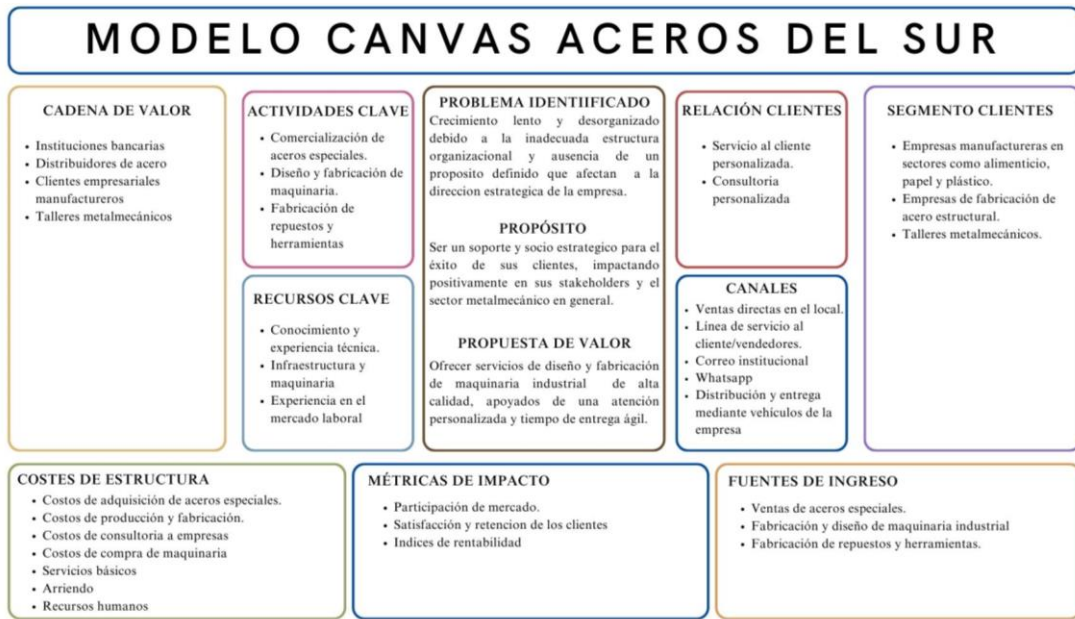 MODELO CANVAS ACEROS DEL SUR
CADENA DE VALOR
• Instituciones bancarias
• Distribuidores de acero
• Clientes empresariales
manufactureros
• Talleres metalmecánicos
ACTIVIDADES CLAVE
• Comercialización de
aceros especiales.
• Diseño y fabricación de
maquinaria.
• Fabricación de
repuestos y
herramientas
RECURSOS CLAVE
• Conocimiento y
experiencia técnica.
• Infraestructura y
maquinaria
• Experiencia en el
mercado laboral
PROBLEMA IDENTIIFICADO
Crecimiento lento y desorganizado
debido a la inadecuada estructura
organizacional y ausencia de un
proposito definido que afectan a la
direccion estrategica de la empresa.
PROPÓSITO
Ser un soporte y socio estrategico para el
éxito de sus clientes, impactando
positivamente en sus stakeholders y el
sector metalmecánico en general.
PROPUESTA DE VALOR
Ofrecer servicios de diseño y fabricación
de maquinaria industrial de alta
calidad, apoyados de una atención
personalizada y tiempo de entrega ágil.
RELACIÓN CLIENTES
• Servicio al cliente
personalizada.
• Consultoria
personalizada
CANALES
• Ventas directas en el local.
• Línea de servicio al
cliente/vendedores.
• Correo institucional
• Whatsapp
• Distribución y entrega
mediante vehículos de la
empresa
SEGMENTO CLIENTES
• Empresas manufactureras en
sectores como alimenticio,
papel y plástico.
• Empresas de fabricación de
acero estructural.
• Talleres metalmecánicos.
COSTES DE ESTRUCTURA
• Costos de adquisición de aceros especiales.
• Costos de producción y fabricación.
• Costos de consultoria a empresas
• Costos de compra de maquinaria
• Servicios básicos
• Arriendo
• Recursos humanos
MÉTRICAS DE IMPACTO
• Participación de mercado.
• Satisfacción y retencion de los clientes
• Indices de rentabilidad
FUENTES DE INGRESO
• Ventas de aceros especiales.
• Fabricación y diseño de maquinaria industrial
• Fabricación de repuestos y herramientas.